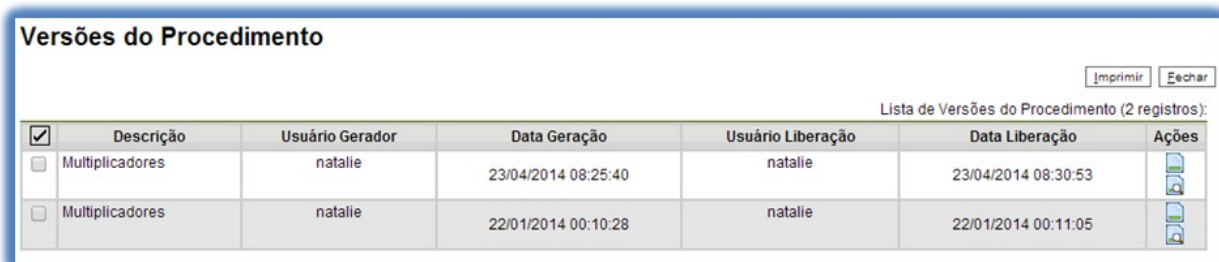 Versões do Procedimento
Imprimir Fechar
Lista de Versões do Procedimento (2 registros):
Descrição Usuário Gerador Data Geração Usuário Liberação Data Liberação Ações
Multiplicadores natalie 23/04/2014 08:25:40 natalie 23/04/2014 08:30:53
Multiplicadores natalie 22/01/2014 00:10:28 natalie 22/01/2014 00:11:05